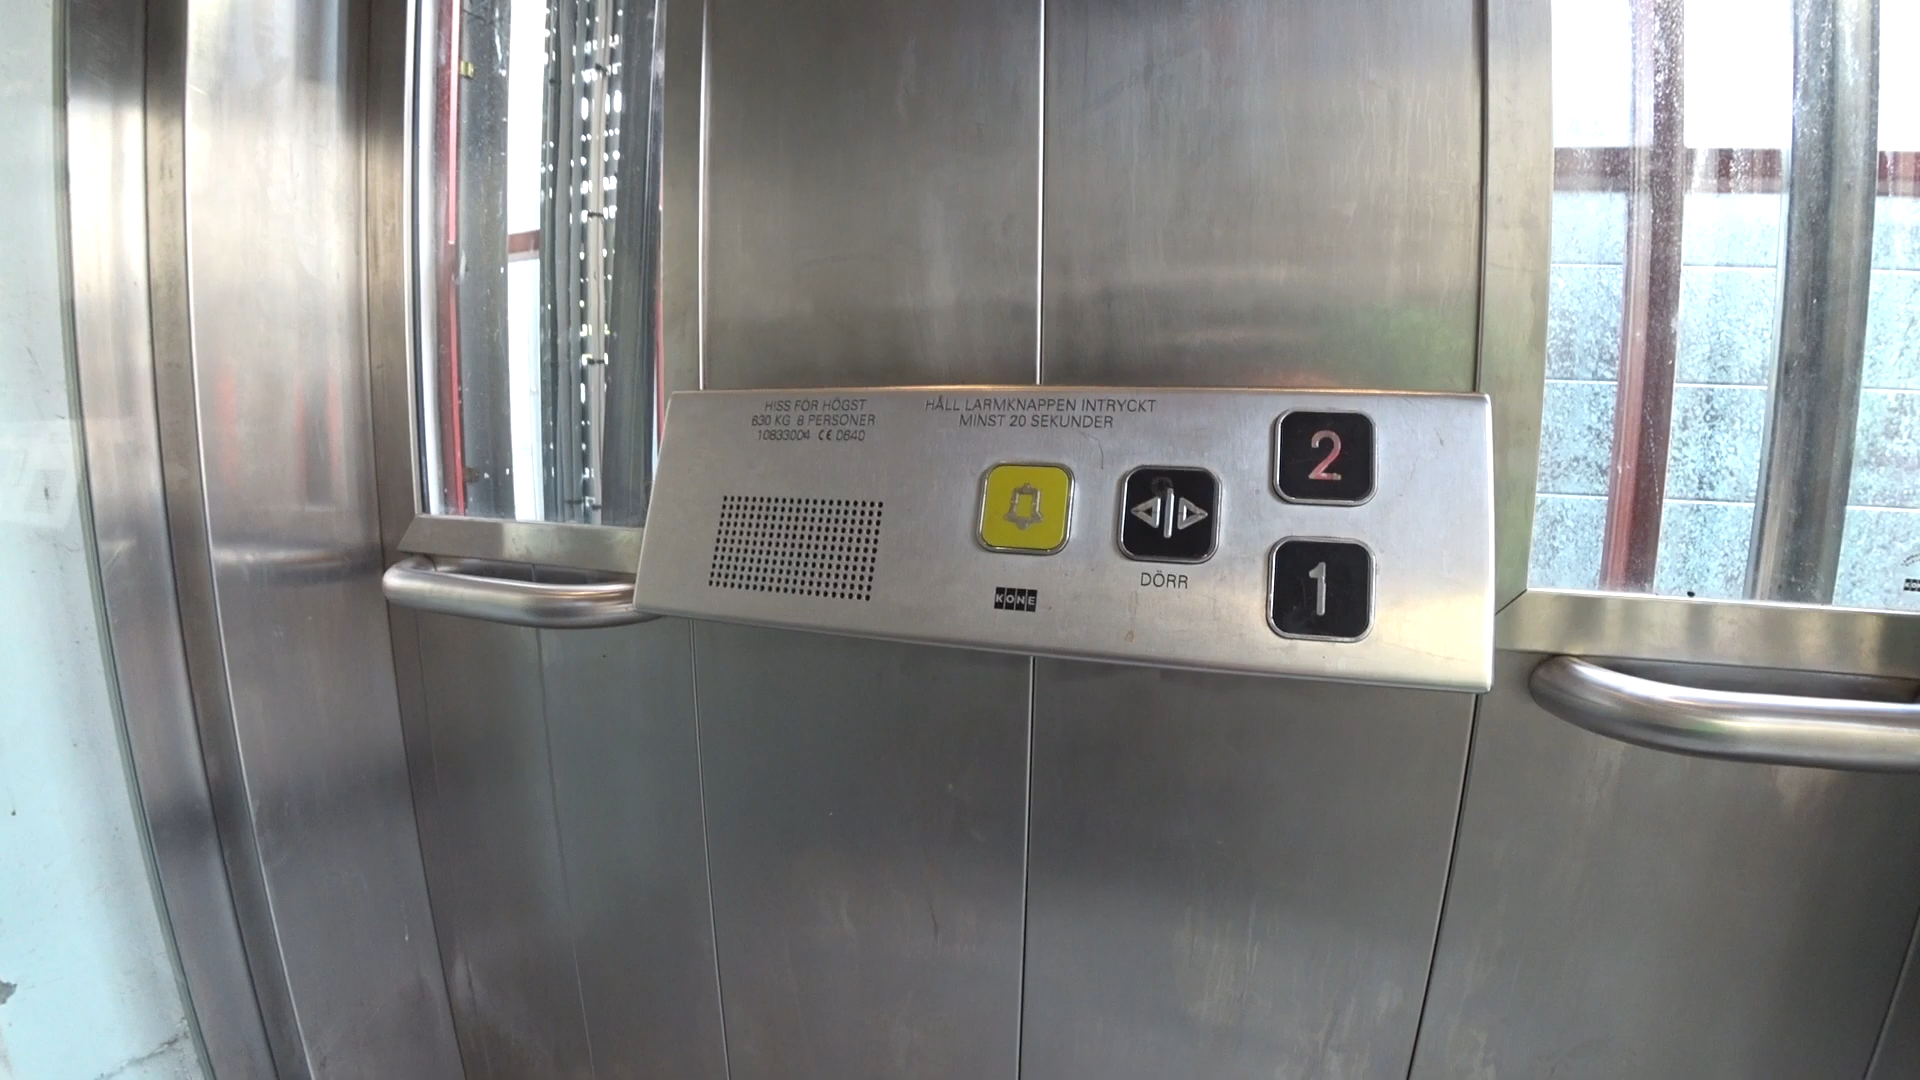 HISS FÖR HÖGST
630 KG 8 PERSONER
10833004 CE 0640
HÅLL LARMKNAPPEN INTRYCKT
MINST 20 SEKUNDER
2
DÖRR
1
KONE